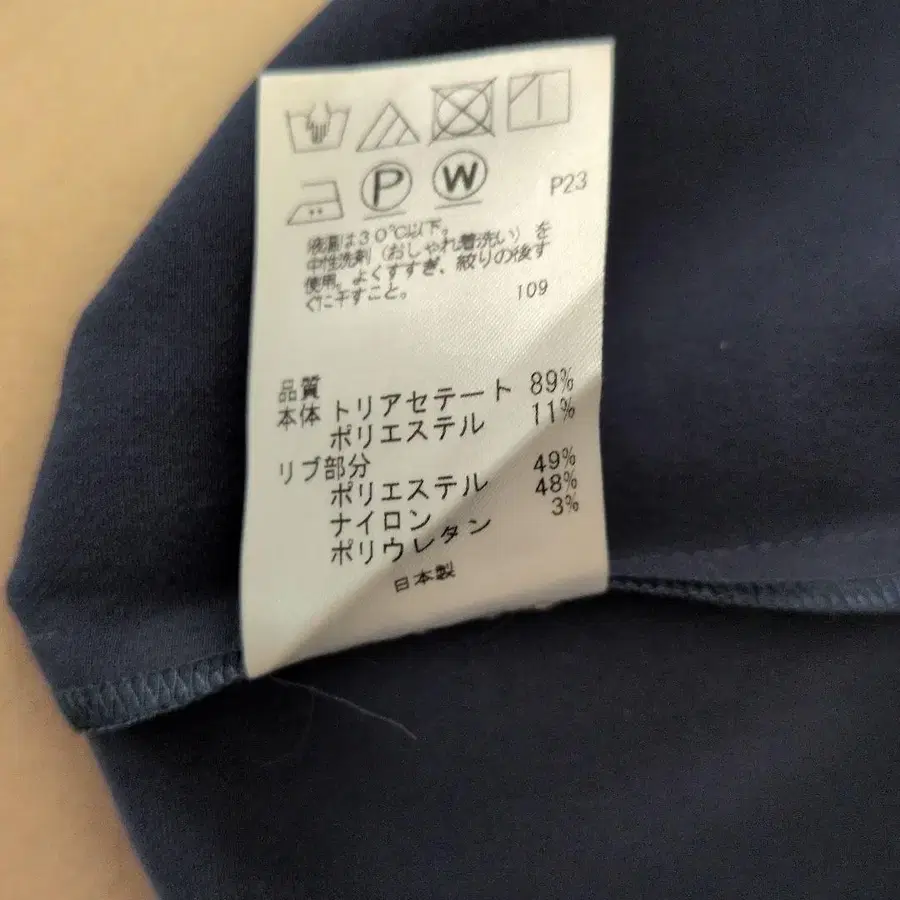 P W P23
液温は30℃以下。
中性洗剤（おしゃれ着洗い）を
使用。よくすすぎ、絞りの後す
ぐに干すこと。 109
品質
本体 トリアセテート 89%
ポリエステル 11%
リブ部分
ポリエステル 49%
ナイロン 48%
ポリウレタン 3%
日本製